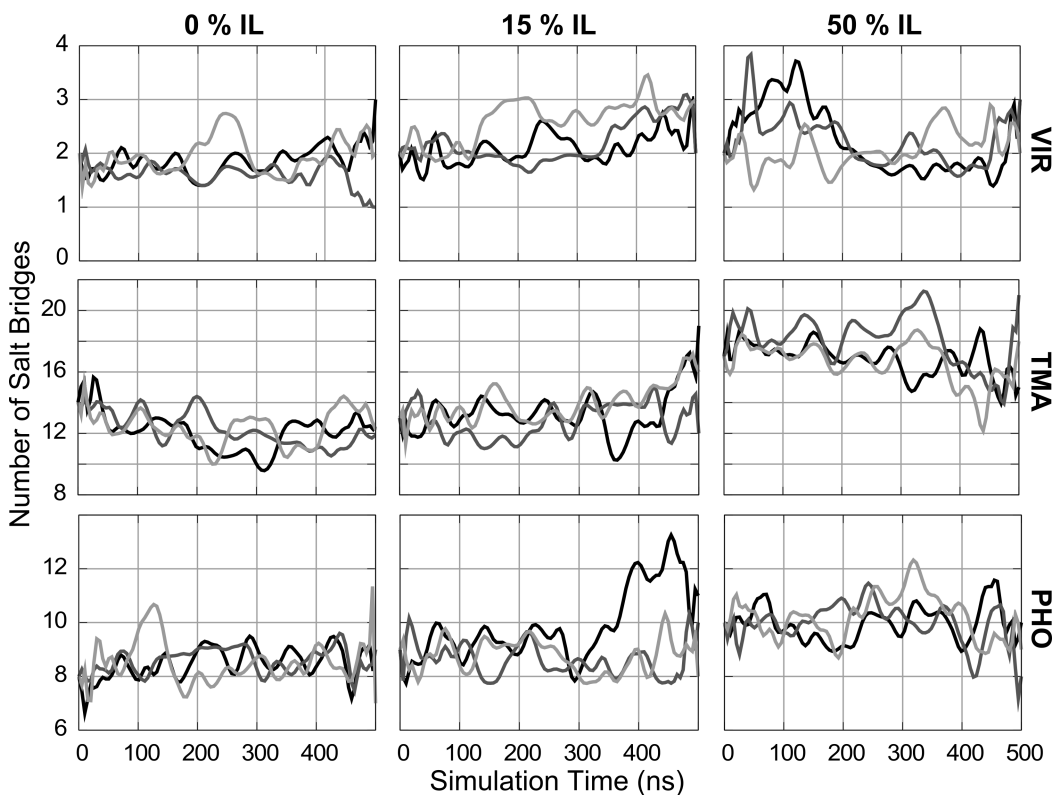 0 % IL
15 % IL
50 % IL
Number of Salt Bridges
4
3
2
1
0
VIR
20
16
12
8
TMA
12
10
8
6
PHO
0 100 200 300 400
0 100 200 300 400
0 100 200 300 400 500
Simulation Time (ns)